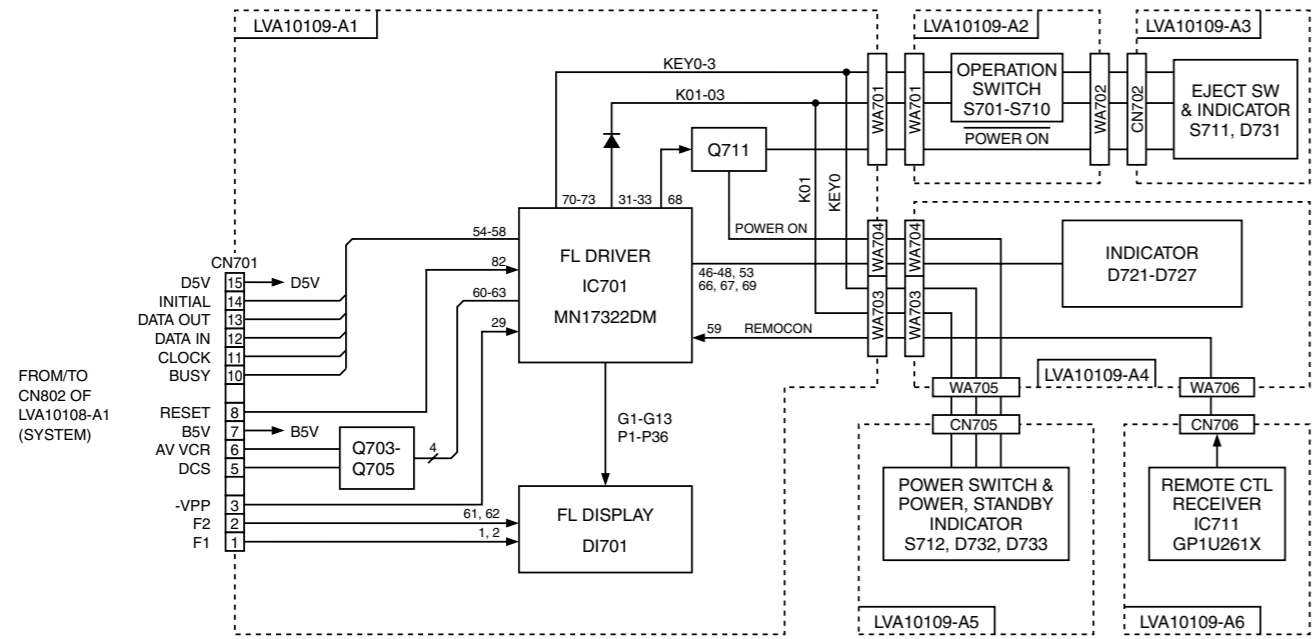 LVA10109-A1
LVA10109-A2
LVA10109-A3
KEY0-3
K01-03
WA701
WA701
OPERATION
SWITCH
S701-S710
POWER ON
WA702
CN702
EJECT SW
& INDICATOR
S711, D731
Q711
K01
KEY0
70-73
31-33
68
POWER ON
54-58
82
60-63
29
FL DRIVER
IC701
MN17322DM
46-48, 53
66, 67, 69
59
REMOCON
WA704
WA704
WA703
WA703
INDICATOR
D721-D727
LVA10109-A4
CN701
D5V
15
D5V
INITIAL
14
DATA OUT
13
DATA IN
12
CLOCK
11
BUSY
10
RESET
8
B5V
7
B5V
AV VCR
6
DCS
5
-VPP
3
F2
2
F1
1
FROM/TO
CN802 OF
LVA10108-A1
(SYSTEM)
Q703-
Q705
4
G1-G13
P1-P36
61, 62
1, 2
FL DISPLAY
DI701
WA705
CN705
WA706
CN706
POWER SWITCH &
POWER, STANDBY
INDICATOR
S712, D732, D733
REMOTE CTL
RECEIVER
IC711
GP1U261X
LVA10109-A5
LVA10109-A6